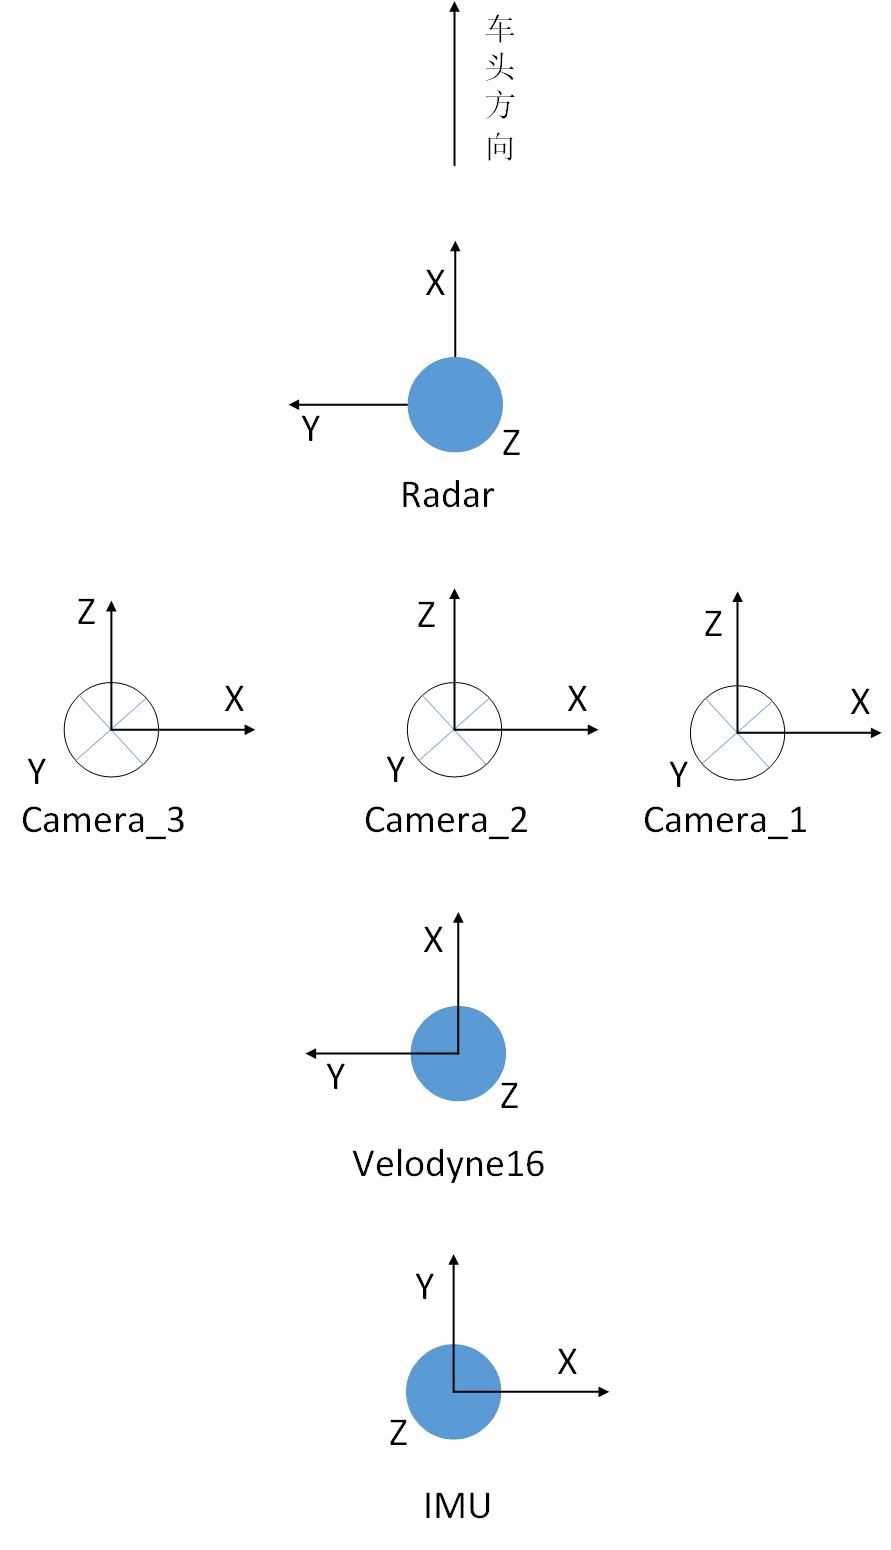 车
头
方
向
X
Y
Z
Radar
Z
X
Y
Camera_3
Z
X
Y
Camera_2
Z
X
Y
Camera_1
X
Y
Z
Velodyne16
Y
X
Z
IMU